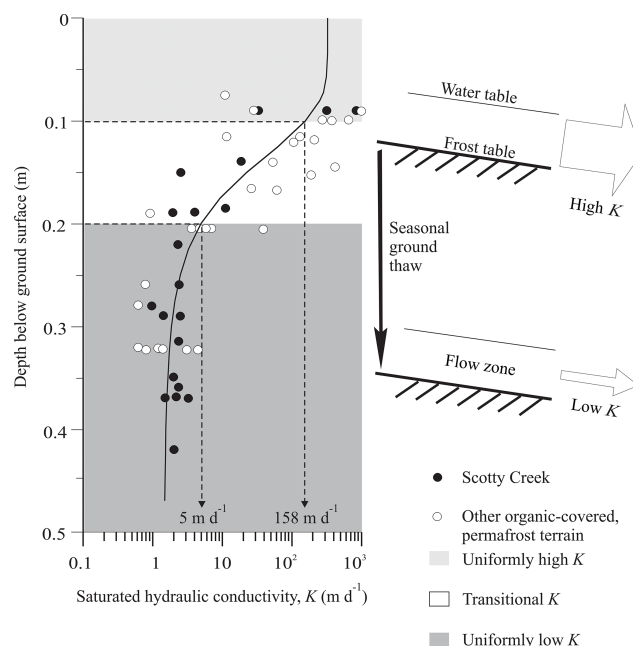 0
0.1
0.2
0.3
0.4
0.5
Depth below ground surface (m)
5 m d⁻¹
158 m d⁻¹
0.1
1
10
10²
10³
Saturated hydraulic conductivity, K (m d⁻¹)
Water table
Frost table
High K
Seasonal
ground
thaw
Flow zone
Low K
Scotty Creek
Other organic-covered,
permafrost terrain
Uniformly high K
Transitional K
Uniformly low K